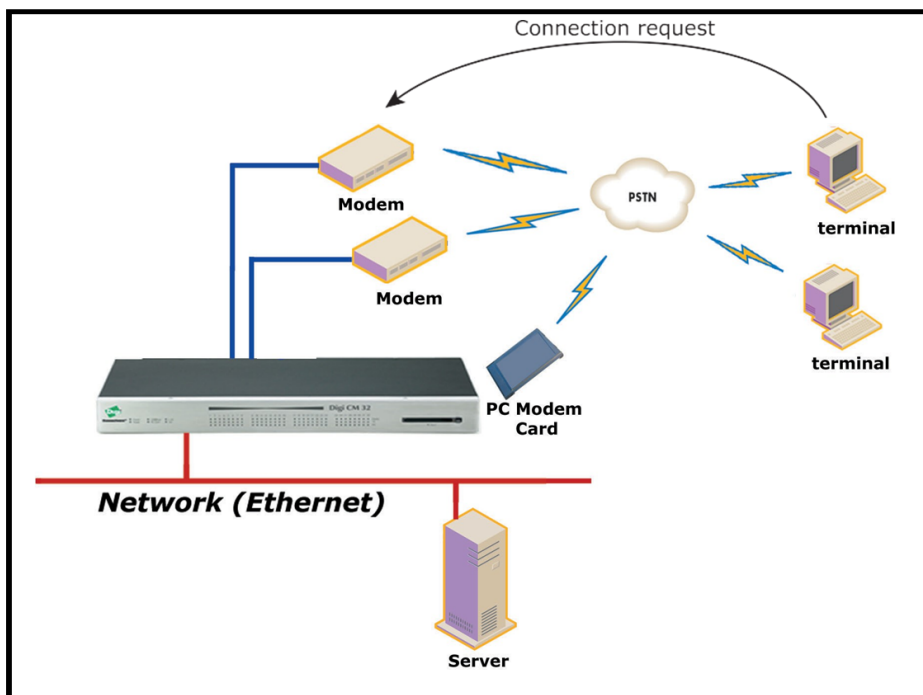 Connection request
PSTN
Modem
terminal
Modem
terminal
Digi CM 32
PC Modem
Card
Network (Ethernet)
Server